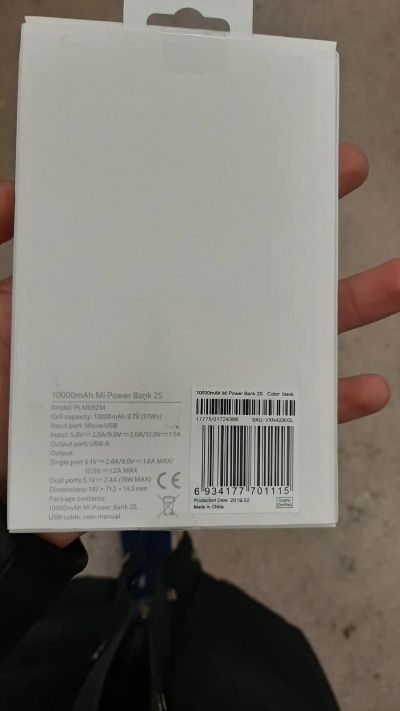 10000mAh Mi Power Bank 2S
Model: PLM09ZM
Cell capacity: 10000mAh 3.7V (37Wh)
Input port: Micro-USB
Input: 5.0V⎓2.0A/9.0V⎓2.0A/12.0V⎓1.5A
Output port: USB-A
Output:
Single port 5.1V⎓2.4A/9.0V⎓1.6A MAX/
12.0V⎓1.2A MAX
Dual ports 5.1V⎓2.4A (15W MAX)
Dimensions: 147 × 71.2 × 14.2 mm
Package contents:
10000mAh Mi Power Bank 2S,
USB cable, user manual
CE
10000mAh Mi Power Bank 2S Color: black
17775/01724366 SKU: VXN4230GL
6 934177 701115
Production Date: 2019.02
Made in China
Quality
Certified